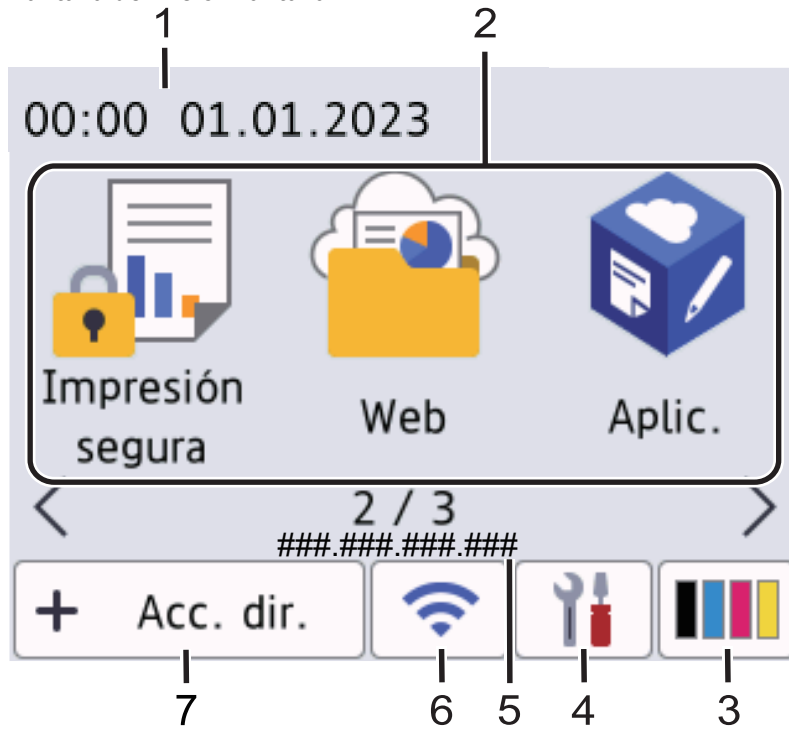 1 2
00:00 01.01.2023
Impresión
segura
Web
Aplic.
2 / 3
###.###.###.###
+ Acc. dir.
7 6 5 4 3